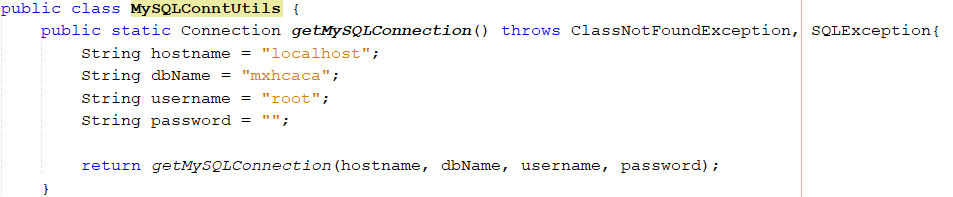 public class MySQLConntUtils {
    public static Connection getMySQLConnection() throws ClassNotFoundException, SQLException{
        String hostname = "localhost";
        String dbName = "mxhcaca";
        String username = "root";
        String password = "";

        return getMySQLConnection(hostname, dbName, username, password);
    }